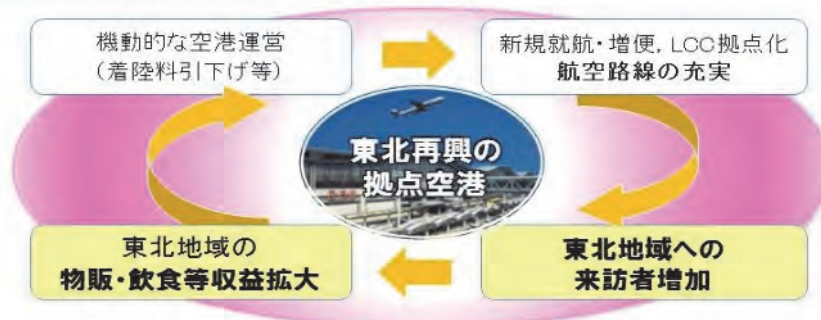 機動的な空港運営
(着陸料引下げ等)
新規就航・増便，LCC拠点化
航空路線の充実
東北再興の
拠点空港
東北地域の
物販・飲食等収益拡大
東北地域への
来訪者増加